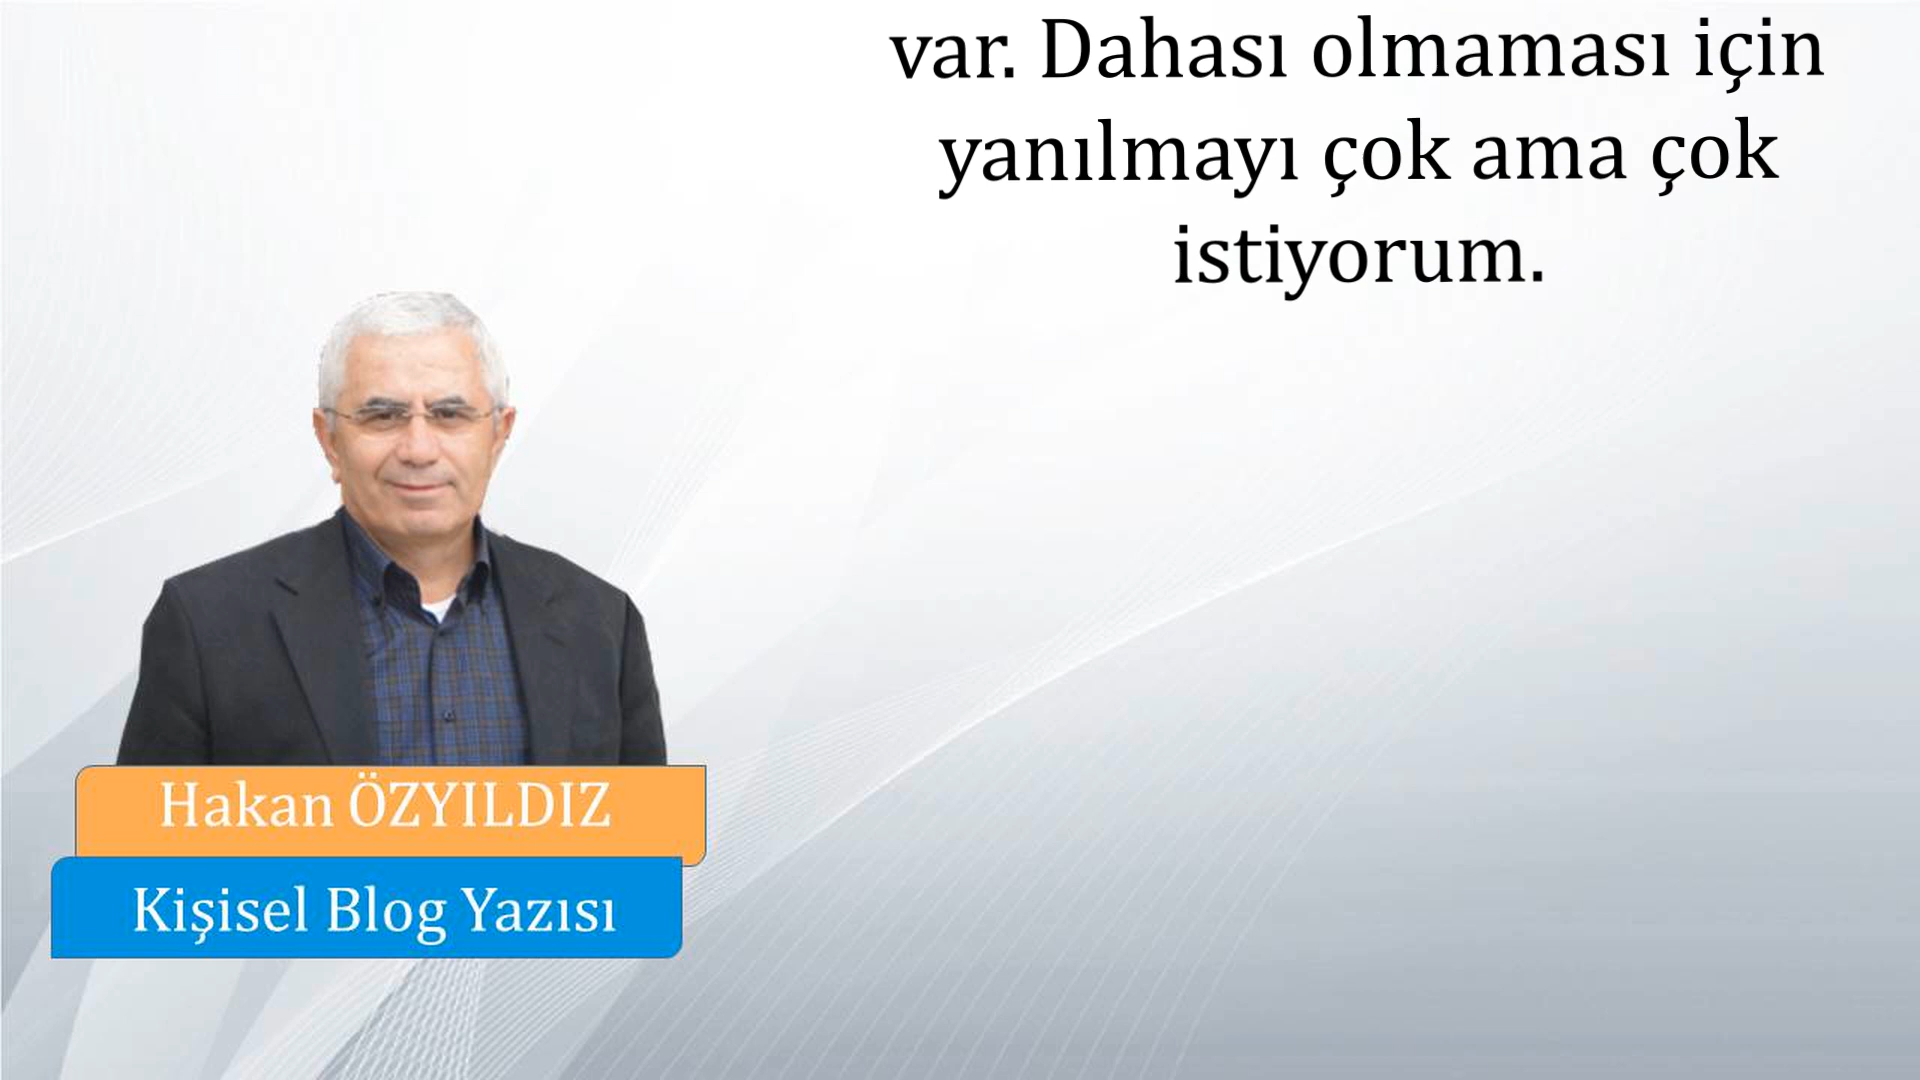 var. Dahası olmaması için
yanılmayı çok ama çok
istiyorum.
Hakan ÖZYILDIZ
Kişisel Blog Yazısı